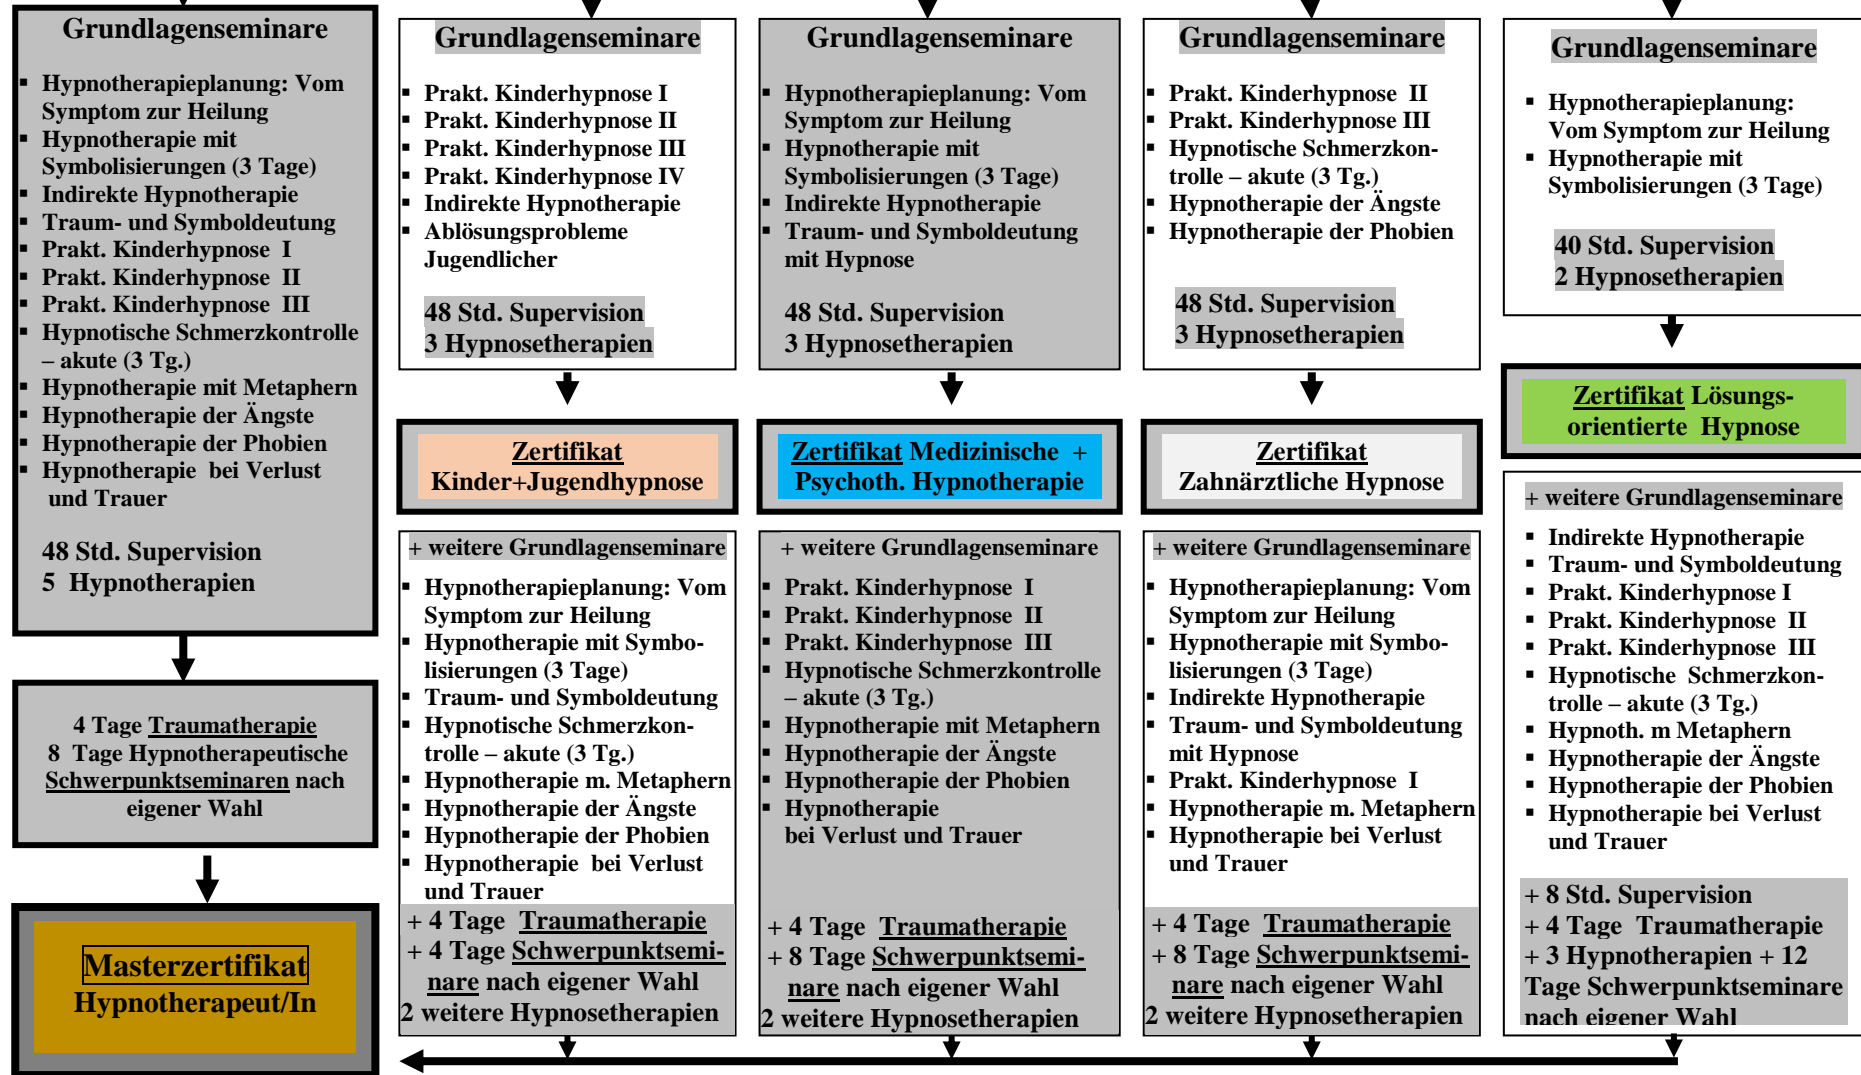 Grundlagenseminare
▪ Hypnotherapieplanung: Vom
Symptom zur Heilung
▪ Hypnotherapie mit
Symbolisierungen (3 Tage)
▪ Indirekte Hypnotherapie
▪ Traum- und Symboldeutung
▪ Prakt. Kinderhypnose I
▪ Prakt. Kinderhypnose II
▪ Prakt. Kinderhypnose III
▪ Hypnotische Schmerzkontrolle
– akute (3 Tg.)
▪ Hypnotherapie mit Metaphern
▪ Hypnotherapie der Ängste
▪ Hypnotherapie der Phobien
▪ Hypnotherapie bei Verlust
und Trauer
48 Std. Supervision
5 Hypnotherapien
4 Tage Traumatherapie
8 Tage Hypnotherapeutische
Schwerpunktseminaren nach
eigener Wahl
Masterzertifikat
Hypnotherapeut/In
Grundlagenseminare
▪ Prakt. Kinderhypnose I
▪ Prakt. Kinderhypnose II
▪ Prakt. Kinderhypnose III
▪ Prakt. Kinderhypnose IV
▪ Indirekte Hypnotherapie
▪ Ablösungsprobleme
Jugendlicher
48 Std. Supervision
3 Hypnosetherapien
Zertifikat
Kinder+Jugendhypnose
+ weitere Grundlagenseminare
▪ Hypnotherapieplanung: Vom
Symptom zur Heilung
▪ Hypnotherapie mit Symbo-
lisierungen (3 Tage)
▪ Traum- und Symboldeutung
▪ Hypnotische Schmerzkon-
trolle – akute (3 Tg.)
▪ Hypnotherapie m. Metaphern
▪ Hypnotherapie der Ängste
▪ Hypnotherapie der Phobien
▪ Hypnotherapie bei Verlust
und Trauer
+ 4 Tage Traumatherapie
+ 4 Tage Schwerpunktsemi-
nare nach eigener Wahl
2 weitere Hypnosetherapien
Grundlagenseminare
▪ Hypnotherapieplanung: Vom
Symptom zur Heilung
▪ Hypnotherapie mit
Symbolisierungen (3 Tage)
▪ Indirekte Hypnotherapie
▪ Traum- und Symboldeutung
mit Hypnose
48 Std. Supervision
3 Hypnosetherapien
Zertifikat Medizinische +
Psychoth. Hypnotherapie
+ weitere Grundlagenseminare
▪ Prakt. Kinderhypnose I
▪ Prakt. Kinderhypnose II
▪ Prakt. Kinderhypnose III
▪ Hypnotische Schmerzkontrolle
– akute (3 Tg.)
▪ Hypnotherapie mit Metaphern
▪ Hypnotherapie der Ängste
▪ Hypnotherapie der Phobien
▪ Hypnotherapie
bei Verlust und Trauer
+ 4 Tage Traumatherapie
+ 8 Tage Schwerpunktsemi-
nare nach eigener Wahl
2 weitere Hypnosetherapien
Grundlagenseminare
▪ Prakt. Kinderhypnose II
▪ Prakt. Kinderhypnose III
▪ Hypnotische Schmerzkon-
trolle – akute (3 Tg.)
▪ Hypnotherapie der Ängste
▪ Hypnotherapie der Phobien
48 Std. Supervision
3 Hypnosetherapien
Zertifikat
Zahnärztliche Hypnose
+ weitere Grundlagenseminare
▪ Hypnotherapieplanung: Vom
Symptom zur Heilung
▪ Hypnotherapie mit Symbo-
lisierungen (3 Tage)
▪ Indirekte Hypnotherapie
▪ Traum- und Symboldeutung
mit Hypnose
▪ Prakt. Kinderhypnose I
▪ Hypnotherapie m. Metaphern
▪ Hypnotherapie bei Verlust
und Trauer
+ 4 Tage Traumatherapie
+ 8 Tage Schwerpunktsemi-
nare nach eigener Wahl
2 weitere Hypnosetherapien
Grundlagenseminare
▪ Hypnotherapieplanung:
Vom Symptom zur Heilung
▪ Hypnotherapie mit
Symbolisierungen (3 Tage)
40 Std. Supervision
2 Hypnosetherapien
Zertifikat Lösungs-
orientierte Hypnose
+ weitere Grundlagenseminare
▪ Indirekte Hypnotherapie
▪ Traum- und Symboldeutung
▪ Prakt. Kinderhypnose I
▪ Prakt. Kinderhypnose II
▪ Prakt. Kinderhypnose III
▪ Hypnotische Schmerzkon-
trolle – akute (3 Tg.)
▪ Hypnoth. m Metaphern
▪ Hypnotherapie der Ängste
▪ Hypnotherapie der Phobien
▪ Hypnotherapie bei Verlust
und Trauer
+ 8 Std. Supervision
+ 4 Tage Traumatherapie
+ 3 Hypnotherapien + 12
Tage Schwerpunktseminare
nach eigener Wahl